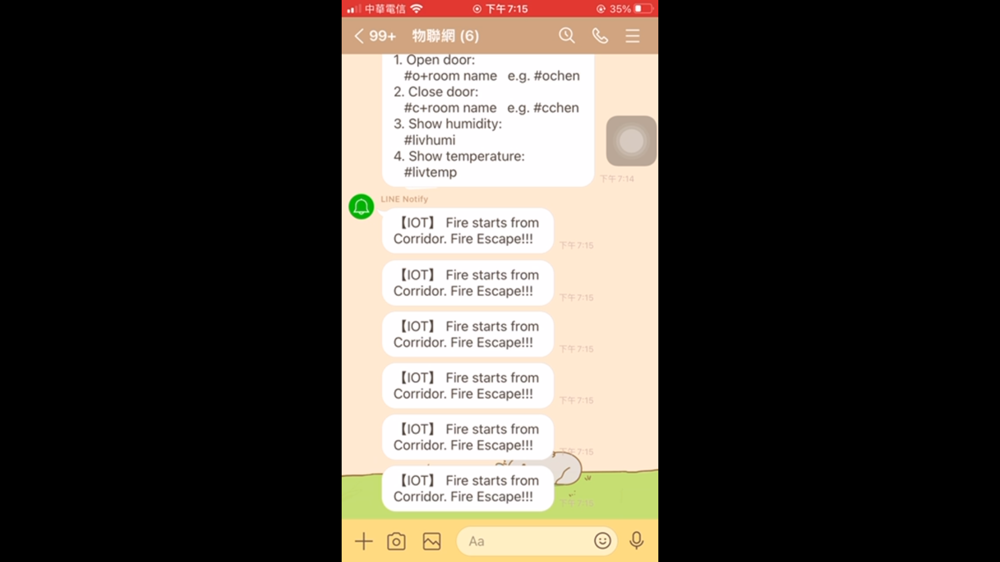 中華電信 下午7:15 35%
99+ 物聯網 (6)
1. Open door:
#o+room name e.g. #ochen
2. Close door:
#c+room name e.g. #cchen
3. Show humidity:
#livhumi
4. Show temperature:
#livtemp
下午7:14
LINE Notify
【IOT】 Fire starts from
Corridor. Fire Escape!!!
下午7:15
【IOT】 Fire starts from
Corridor. Fire Escape!!!
下午7:15
【IOT】 Fire starts from
Corridor. Fire Escape!!!
下午7:15
【IOT】 Fire starts from
Corridor. Fire Escape!!!
下午7:15
【IOT】 Fire starts from
Corridor. Fire Escape!!!
下午7:15
【IOT】 Fire starts from
Corridor. Fire Escape!!!
下午7:15
Aa